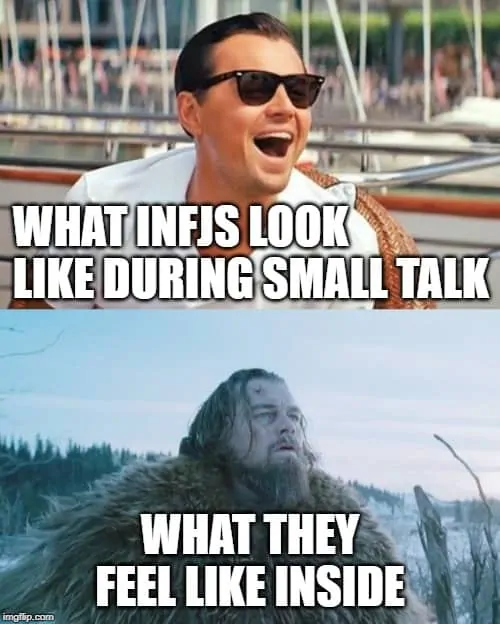 WHAT INFJS LOOK
LIKE DURING SMALL TALK
WHAT THEY
FEEL LIKE INSIDE
imgflip.com